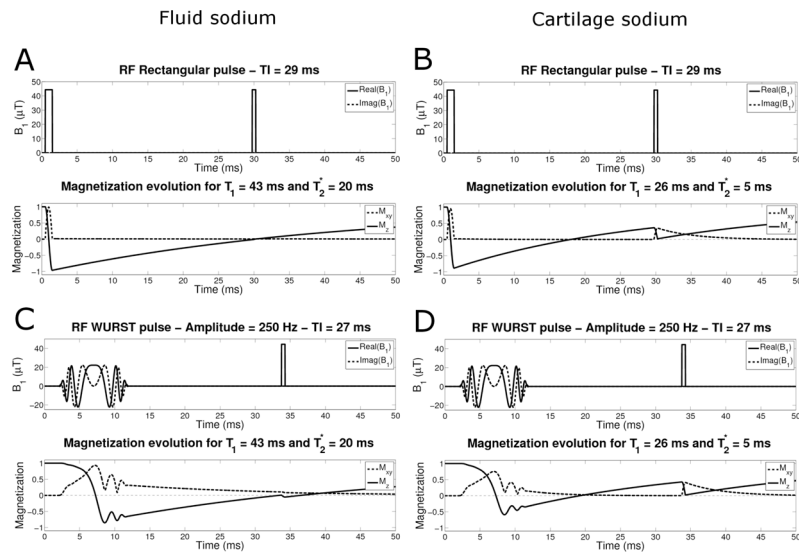 Fluid sodium
Cartilage sodium
A
RF Rectangular pulse – TI = 29 ms
50
40
30
20
10
0
B1 (μT)
Real(B1)
Imag(B1)
0 5 10 15 20 25 30 35 40 45 50
Time (ms)
Magnetization evolution for T1 = 43 ms and T2* = 20 ms
1
0.5
0
−0.5
−1
Magnetization
Mxy
Mz
0 5 10 15 20 25 30 35 40 45 50
Time (ms)
B
RF Rectangular pulse – TI = 29 ms
50
40
30
20
10
0
B1 (μT)
Real(B1)
Imag(B1)
0 5 10 15 20 25 30 35 40 45 50
Time (ms)
Magnetization evolution for T1 = 26 ms and T2* = 5 ms
1
0.5
0
−0.5
−1
Magnetization
Mxy
Mz
0 5 10 15 20 25 30 35 40 45 50
Time (ms)
C
RF WURST pulse – Amplitude = 250 Hz – TI = 27 ms
40
20
0
−20
B1 (μT)
Real(B1)
Imag(B1)
0 5 10 15 20 25 30 35 40 45 50
Time (ms)
Magnetization evolution for T1 = 43 ms and T2* = 20 ms
1
0.5
0
−0.5
−1
Magnetization
Mxy
Mz
0 5 10 15 20 25 30 35 40 45 50
Time (ms)
D
RF WURST pulse – Amplitude = 250 Hz – TI = 27 ms
40
20
0
−20
B1 (μT)
Real(B1)
Imag(B1)
0 5 10 15 20 25 30 35 40 45 50
Time (ms)
Magnetization evolution for T1 = 26 ms and T2* = 5 ms
1
0.5
0
−0.5
−1
Magnetization
Mxy
Mz
0 5 10 15 20 25 30 35 40 45 50
Time (ms)